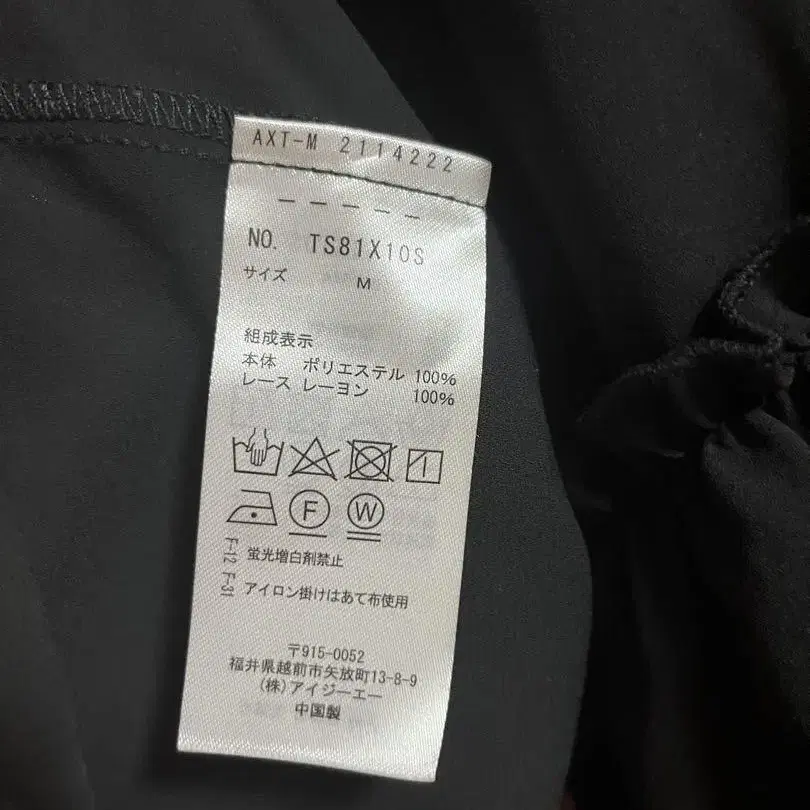 AXT-M 2114222
NO. TS81X10S
サイズ M
組成表示
本体 ポリエステル 100%
レース レーヨン 100%
F
W
F-12 蛍光増白剤禁止
F-31 アイロン掛けはあて布使用
〒915-0052
福井県越前市矢放町13-8-9
(株)アイジーエー
中国製